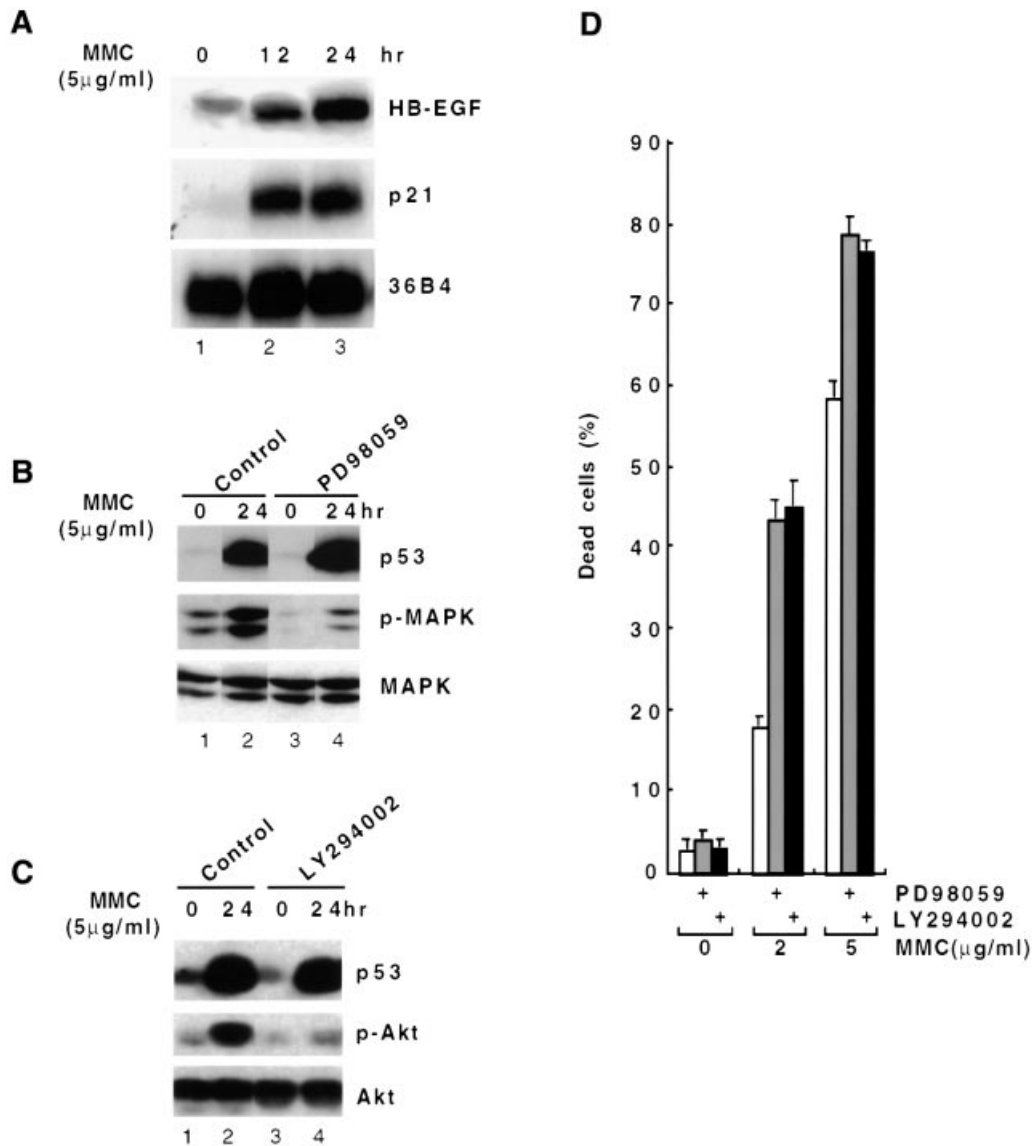 A
MMC
(5μg/ml)
0 12 24 hr
HB-EGF
p21
36B4
1 2 3
B
Control PD98059
MMC
(5μg/ml)
0 24 0 24 hr
p53
p-MAPK
MAPK
1 2 3 4
C
Control LY294002
MMC
(5μg/ml)
0 24 0 24 hr
p53
p-Akt
Akt
1 2 3 4
D
Dead cells (%)
90
80
70
60
50
40
30
20
10
0
+ + + PD98059
+ + + LY294002
0 2 5 MMC(μg/ml)